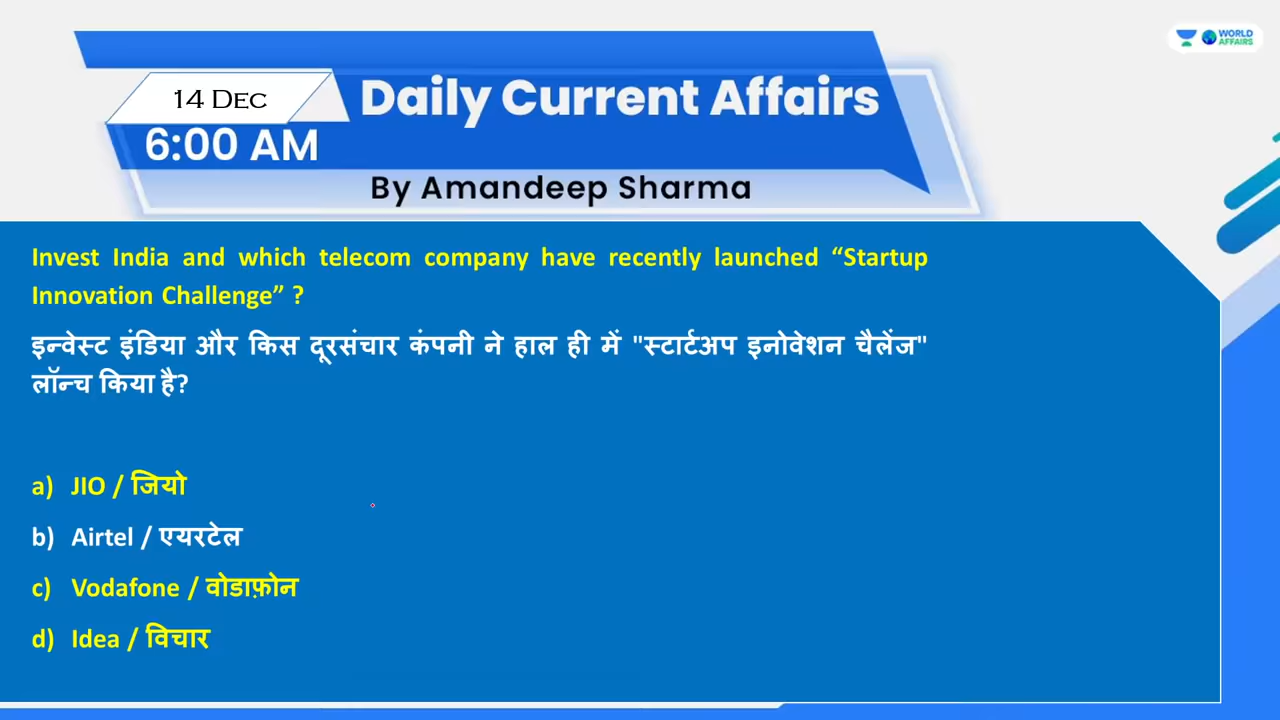 WORLD
AFFAIRS
14 DEC
Daily Current Affairs
6:00 AM
By Amandeep Sharma
Invest India and which telecom company have recently launched “Startup
Innovation Challenge” ?
इन्वेस्ट इंडिया और किस दूरसंचार कंपनी ने हाल ही में "स्टार्टअप इनोवेशन चैलेंज"
लॉन्च किया है?
a) JIO / जियो
b) Airtel / एयरटेल
c) Vodafone / वोडाफ़ोन
d) Idea / विचार